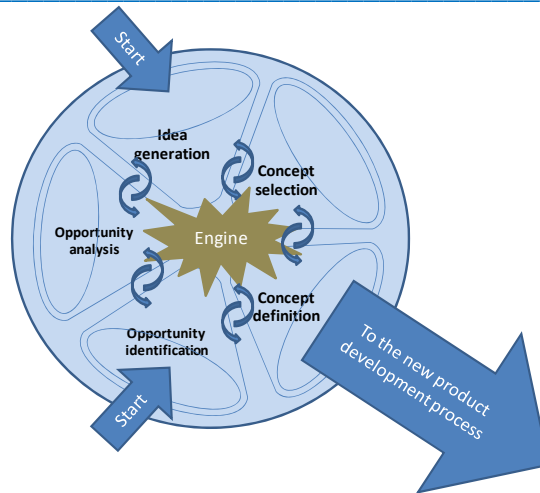 Start
Idea
generation
Concept
selection
Opportunity
analysis
Engine
Concept
definition
Opportunity
identification
Start
To the new product
development process